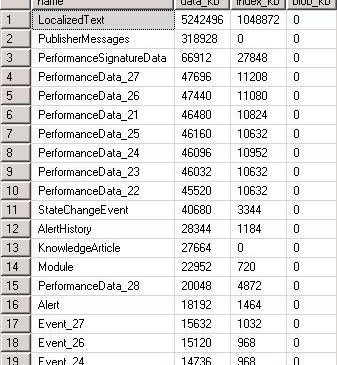 name data_kb index_kb blob_kb
1 LocalizedText 5242496 1048872 0
2 PublisherMessages 318928 0 0
3 PerformanceSignatureData 66912 27848 0
4 PerformanceData_27 47696 11208 0
5 PerformanceData_26 47440 11080 0
6 PerformanceData_21 46480 10824 0
7 PerformanceData_25 46160 10632 0
8 PerformanceData_24 46096 10952 0
9 PerformanceData_23 46032 10632 0
10 PerformanceData_22 45520 10632 0
11 StateChangeEvent 40680 3344 0
12 AlertHistory 28344 1184 0
13 KnowledgeArticle 27664 0 0
14 Module 22952 720 0
15 PerformanceData_28 20048 4872 0
16 Alert 18192 1464 0
17 Event_27 15632 1032 0
18 Event_26 15120 968 0
19 Event_24 14736 968 0